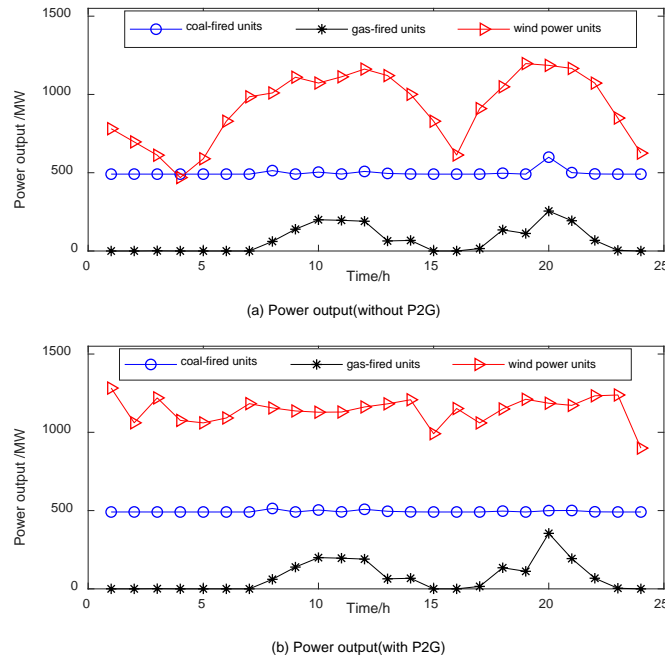 1500
coal-fired units
gas-fired units
wind power units
1000
500
0
Power output /MW
0
5
10
15
20
25
Time/h
(a) Power output(without P2G)
1500
coal-fired units
gas-fired units
wind power units
1000
500
0
Power output /MW
0
5
10
15
20
25
Time/h
(b) Power output(with P2G)